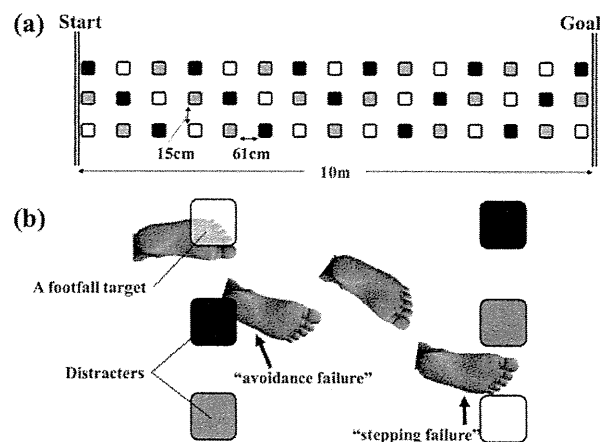 (a)
Start
Goal
15cm
61cm
10m
(b)
A footfall target
Distracters
“avoidance failure”
“stepping failure”